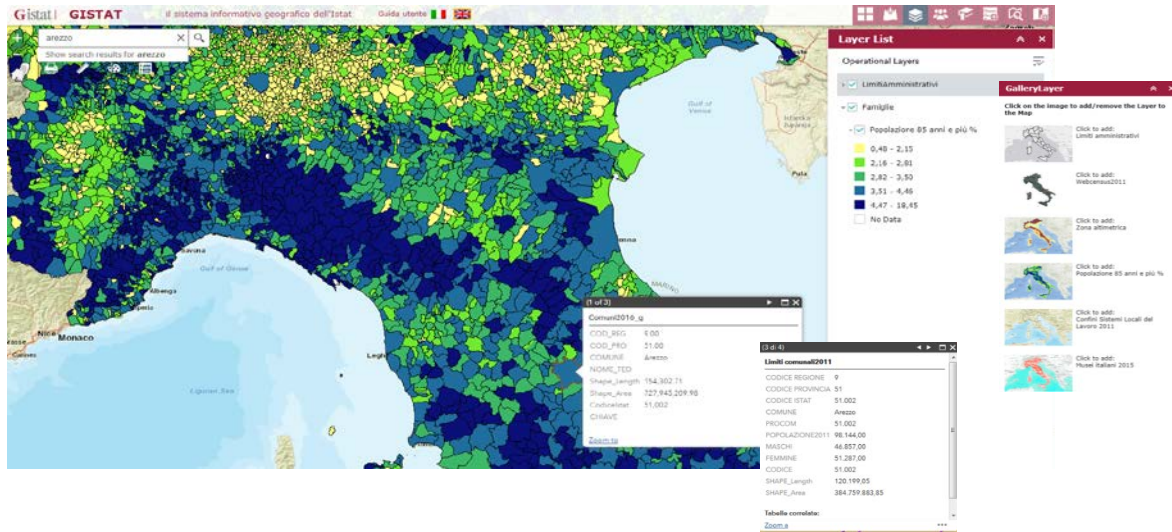 Gistat| GISTAT il sistema informativo geografico dell'Istat Guida utente
arezzo
Show search results for arezzo
Layer List
Operational Layers
LimitiAmministrativi
Famiglie
Popolazione 85 anni e più %
0,48 - 2,15
2,16 - 2,81
2,82 - 3,50
3,51 - 4,46
4,47 - 18,45
No Data
GalleryLayer
Click on the image to add/remove the Layer to
the Map
Click to add:
Limiti amministrativi
Click to add:
Webcensus2011
Click to add:
Zona altimetrica
Click to add:
Popolazione 85 anni e più %
Click to add:
Confini Sistemi Locali del
Lavoro 2011
Click to add:
Musei Italiani 2015
Gulf of
Venice
Pula
Savona
Gulf of Genoa
Albenga
Nice Monaco
Cannes
Ligurian Sea
MARINO
(1 of 3)
Comuni2016_g
COD_REG 9.00
COD_PRO 51.00
COMUNE Arezzo
NOME_TED
Shape_Length 154,302.71
Shape_Area 727,945,209.90
CodiceIstat 51,002
CHIAVE
Zoom to
(3 di 4)
Limiti comunali2011
CODICE REGIONE 9
CODICE PROVINCIA 51
CODICE ISTAT 51.002
COMUNE Arezzo
PROCOM 51.002
POPOLAZIONE2011 98.144,00
MASCHI 46.857,00
FEMMINE 51.287,00
CODICE 51.002
SHAPE_Length 120.199,05
SHAPE_Area 384.759.883,85
Tabelle correlate:
Zoom a